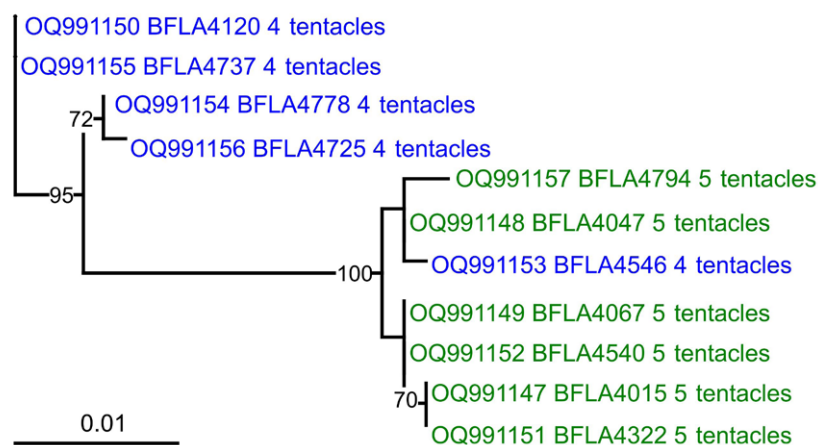 OQ991150 BFLA4120 4 tentacles
OQ991155 BFLA4737 4 tentacles
OQ991154 BFLA4778 4 tentacles
72
OQ991156 BFLA4725 4 tentacles
OQ991157 BFLA4794 5 tentacles
95
OQ991148 BFLA4047 5 tentacles
OQ991153 BFLA4546 4 tentacles
100
OQ991149 BFLA4067 5 tentacles
OQ991152 BFLA4540 5 tentacles
OQ991147 BFLA4015 5 tentacles
70
0.01
OQ991151 BFLA4322 5 tentacles